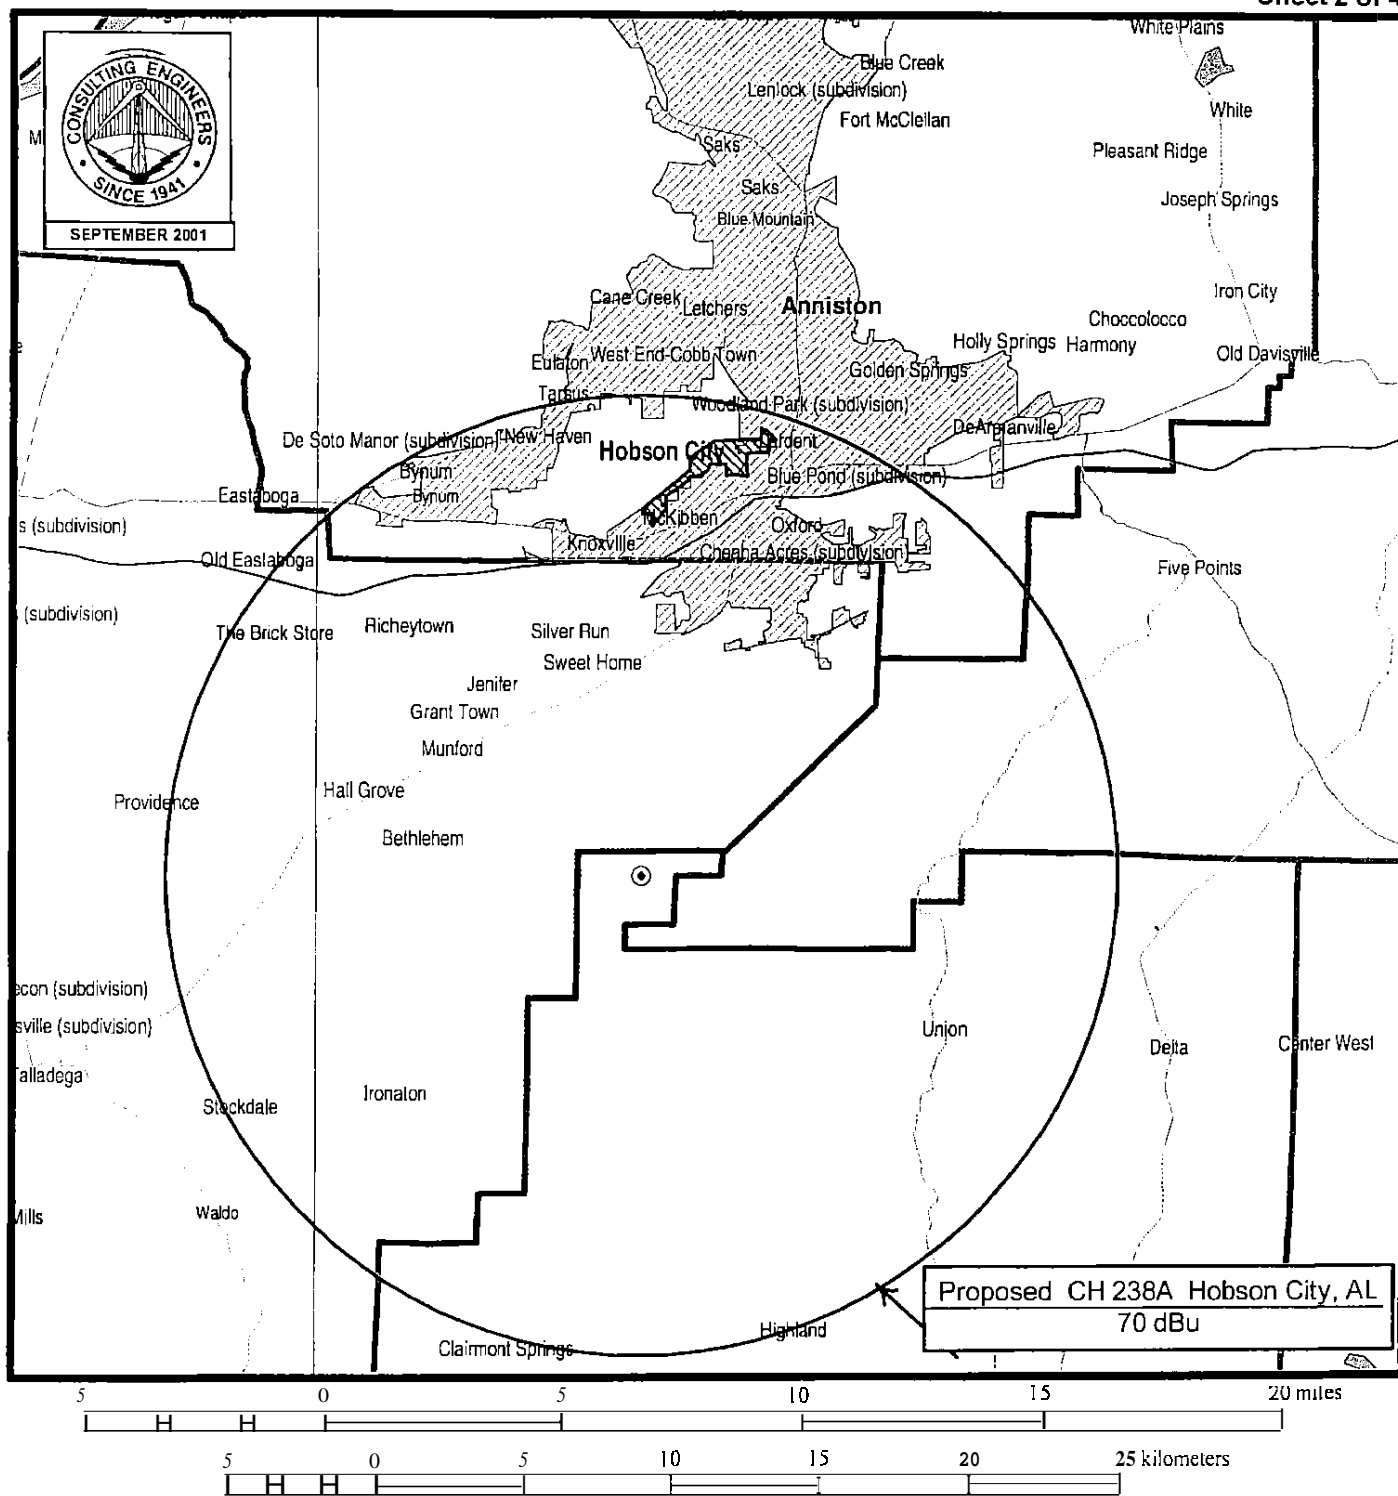 CONSULTING ENGINEERS
SINCE 1941
SEPTEMBER 2001
White Plains
Blue Creek
Lenlock (subdivision)
White
Fort McClellan
Saks
Pleasant Ridge
Saks
Joseph Springs
Blue Mountain
Iron City
Cane Creek
Letchers
Anniston
Choccolocco
Holly Springs
Harmony
Eulaton
West End-Cobb Town
Old Davisville
Golden Springs
Tarsus
Woodland Park (subdivision)
DeArmanville
De Soto Manor (subdivision)
New Haven
Hobson City
Bynum
Blue Pond (subdivision)
Eastaboga
Bynum
McKibben
Oxford
s (subdivision)
Knoxville
Cheaha Acres (subdivision)
Old Eastaboga
Five Points
(subdivision)
The Brick Store
Richeytown
Silver Run
Sweet Home
Jenifer
Grant Town
Munford
Hall Grove
Providence
Bethlehem
econ (subdivision)
sville (subdivision)
Union
Delta
Center West
Talladega
Ironaton
Stockdale
Waldo
Mills
Proposed CH 238A Hobson City, AL
70 dBu
Highland
Clairmont Springs
5 0 5 10 15 20 miles
5 0 5 10 15 20 25 kilometers